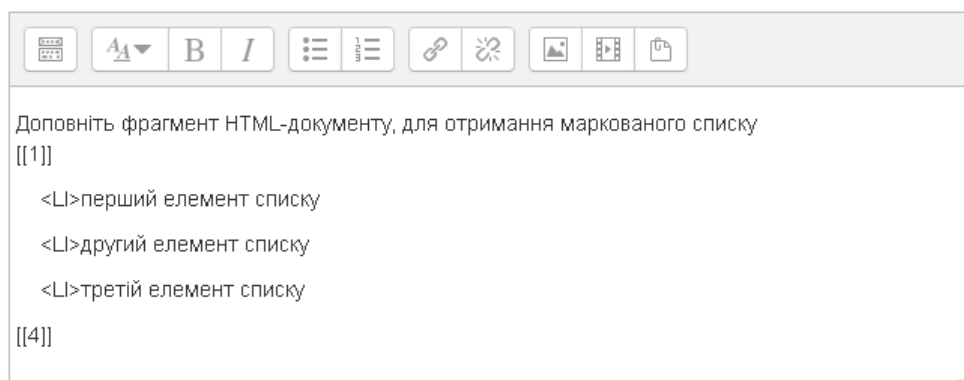 Доповніть фрагмент HTML-документу, для отримання маркованого списку
[[1]]
<LI>перший елемент списку
<LI>другий елемент списку
<LI>третій елемент списку
[[4]]